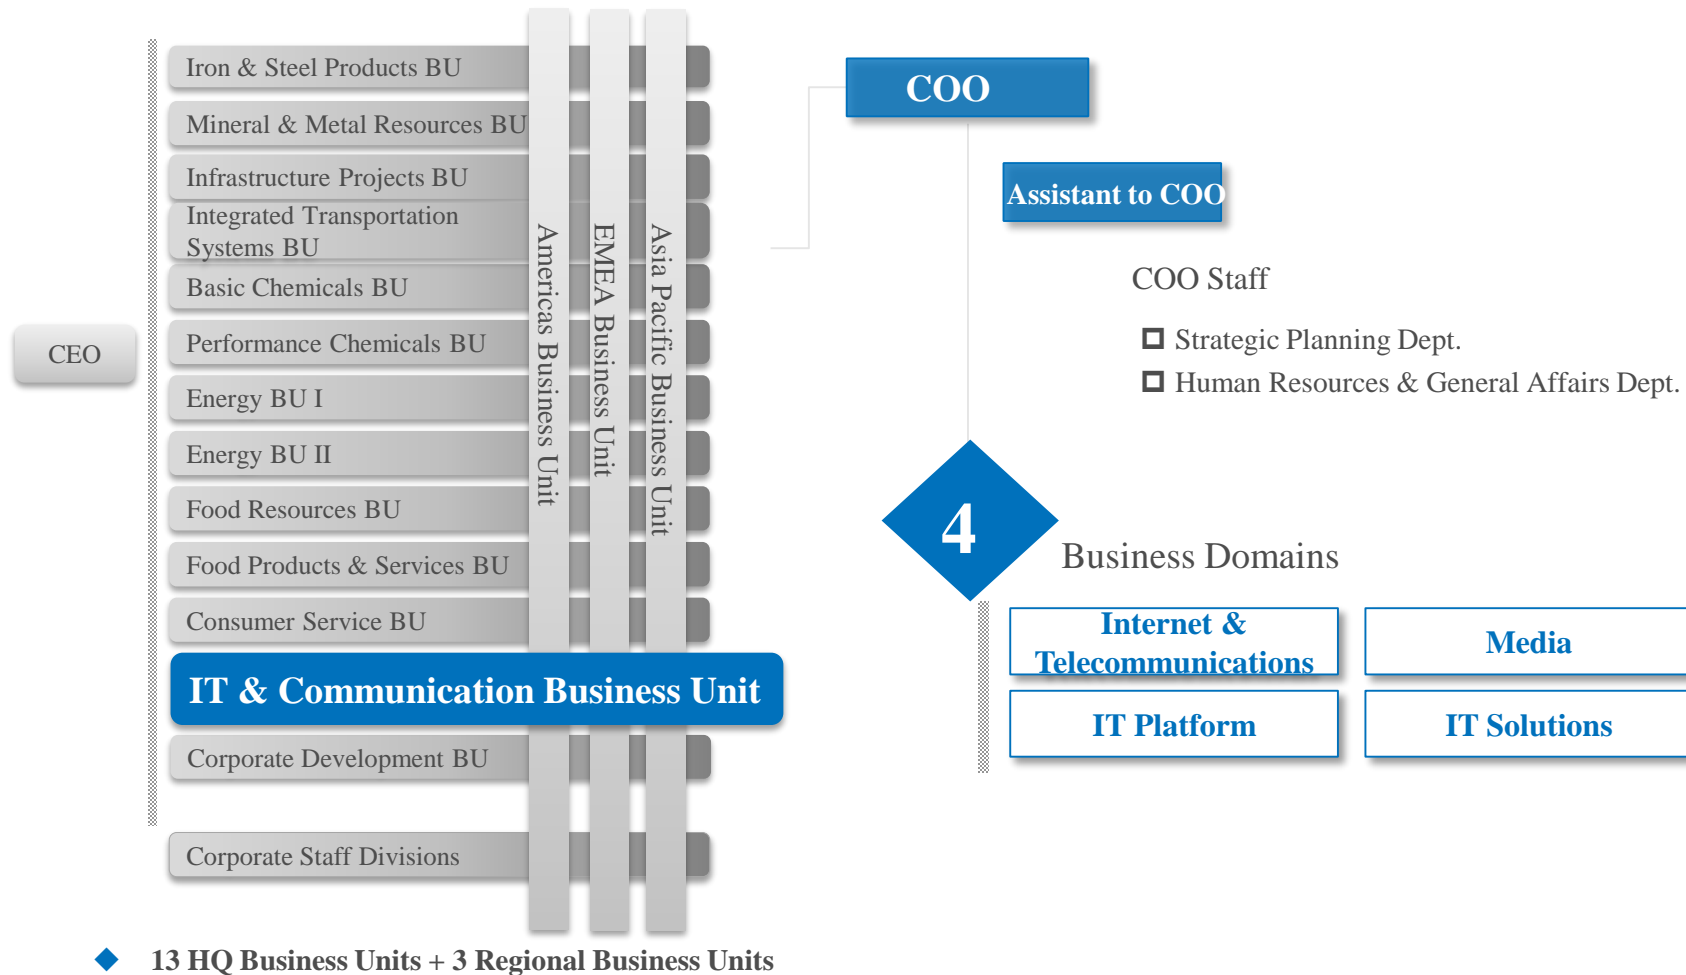 CEO
Iron & Steel Products BU
Mineral & Metal Resources BU
Infrastructure Projects BU
Integrated Transportation
Systems BU
Basic Chemicals BU
Performance Chemicals BU
Energy BU I
Energy BU II
Food Resources BU
Food Products & Services BU
Consumer Service BU
IT & Communication Business Unit
Corporate Development BU
Corporate Staff Divisions
Americas Business Unit
EMEA Business Unit
Asia Pacific Business Unit
13 HQ Business Units + 3 Regional Business Units
COO
Assistant to COO
COO Staff
Strategic Planning Dept.
Human Resources & General Affairs Dept.
4
Business Domains
Internet &
Telecommunications
Media
IT Platform
IT Solutions